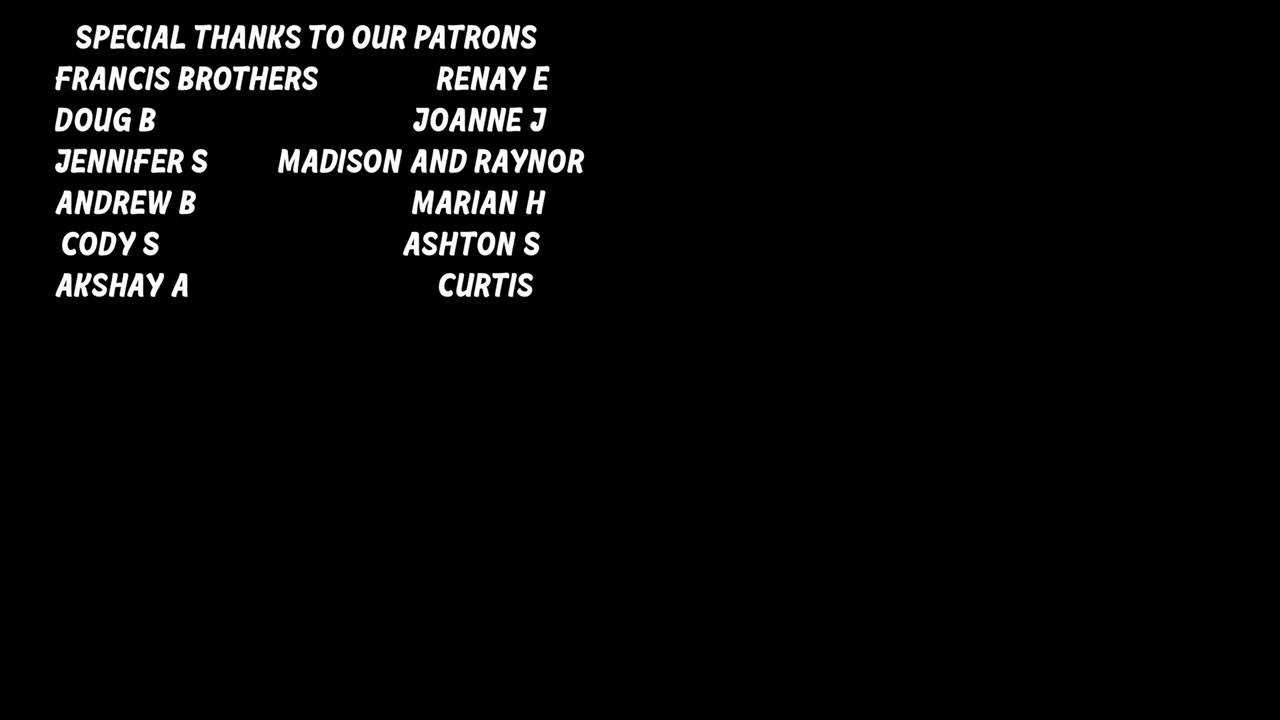 SPECIAL THANKS TO OUR PATRONS
FRANCIS BROTHERS RENAY E
DOUG B JOANNE J
JENNIFER S MADISON AND RAYNOR
ANDREW B MARIAN H
CODY S ASHTON S
AKSHAY A CURTIS